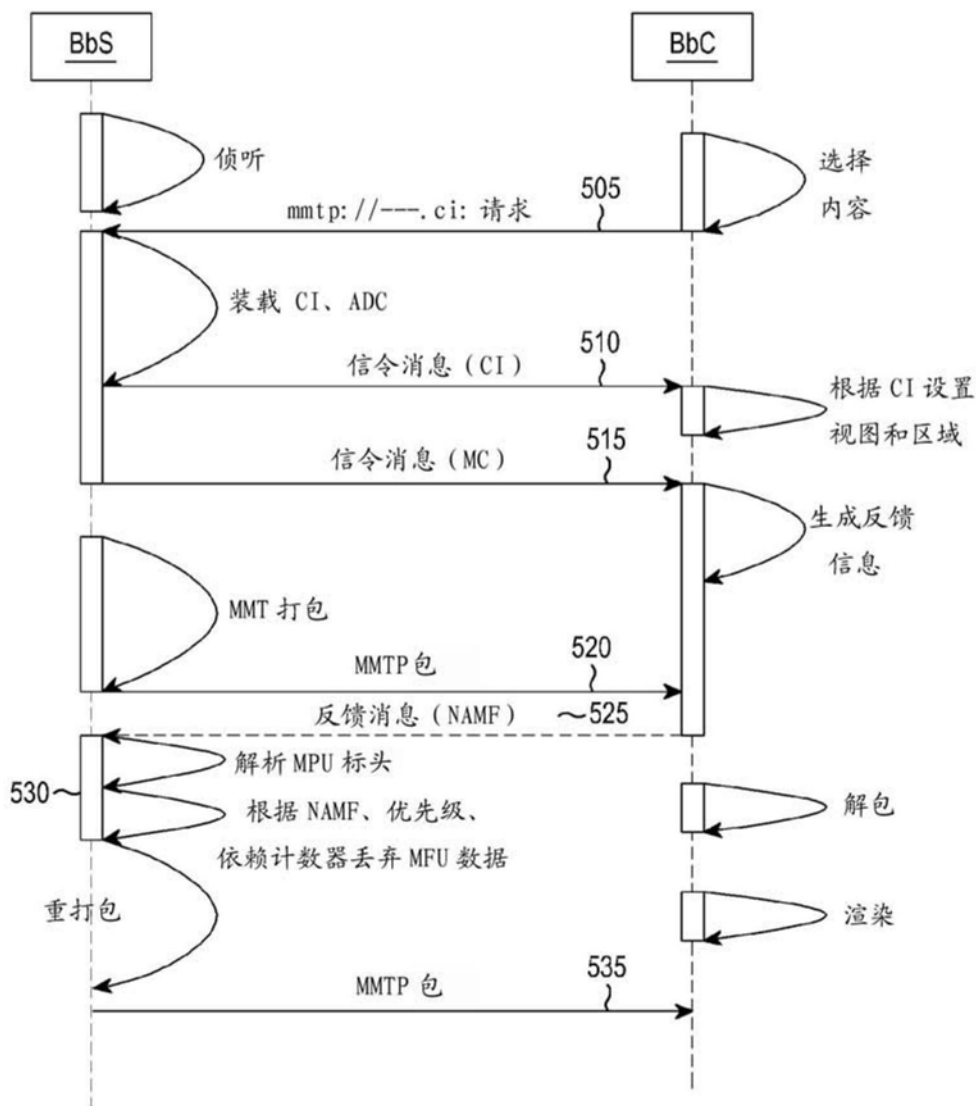 BbS
BbC
侦听
选择
内容
505
mmtp://---.ci: 请求
装载 CI、ADC
510
信令消息（CI）
根据 CI 设置
视图和区域
515
信令消息（MC）
生成反馈
信息
MMT 打包
520
MMTP 包
反馈消息（NAMF）
525
解析 MPU 标头
530
根据 NAMF、优先级、
依赖计数器丢弃 MFU 数据
解包
重打包
渲染
535
MMTP 包